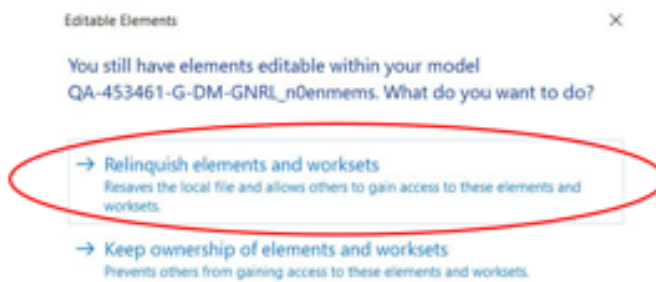 Editable Elements
You still have elements editable within your model
QA-453461-G-DM-GNRL_n0enmems. What do you want to do?
→ Relinquish elements and worksets
Resaves the local file and allows others to gain access to these elements and
worksets.
→ Keep ownership of elements and worksets
Prevents others from gaining access to these elements and worksets.